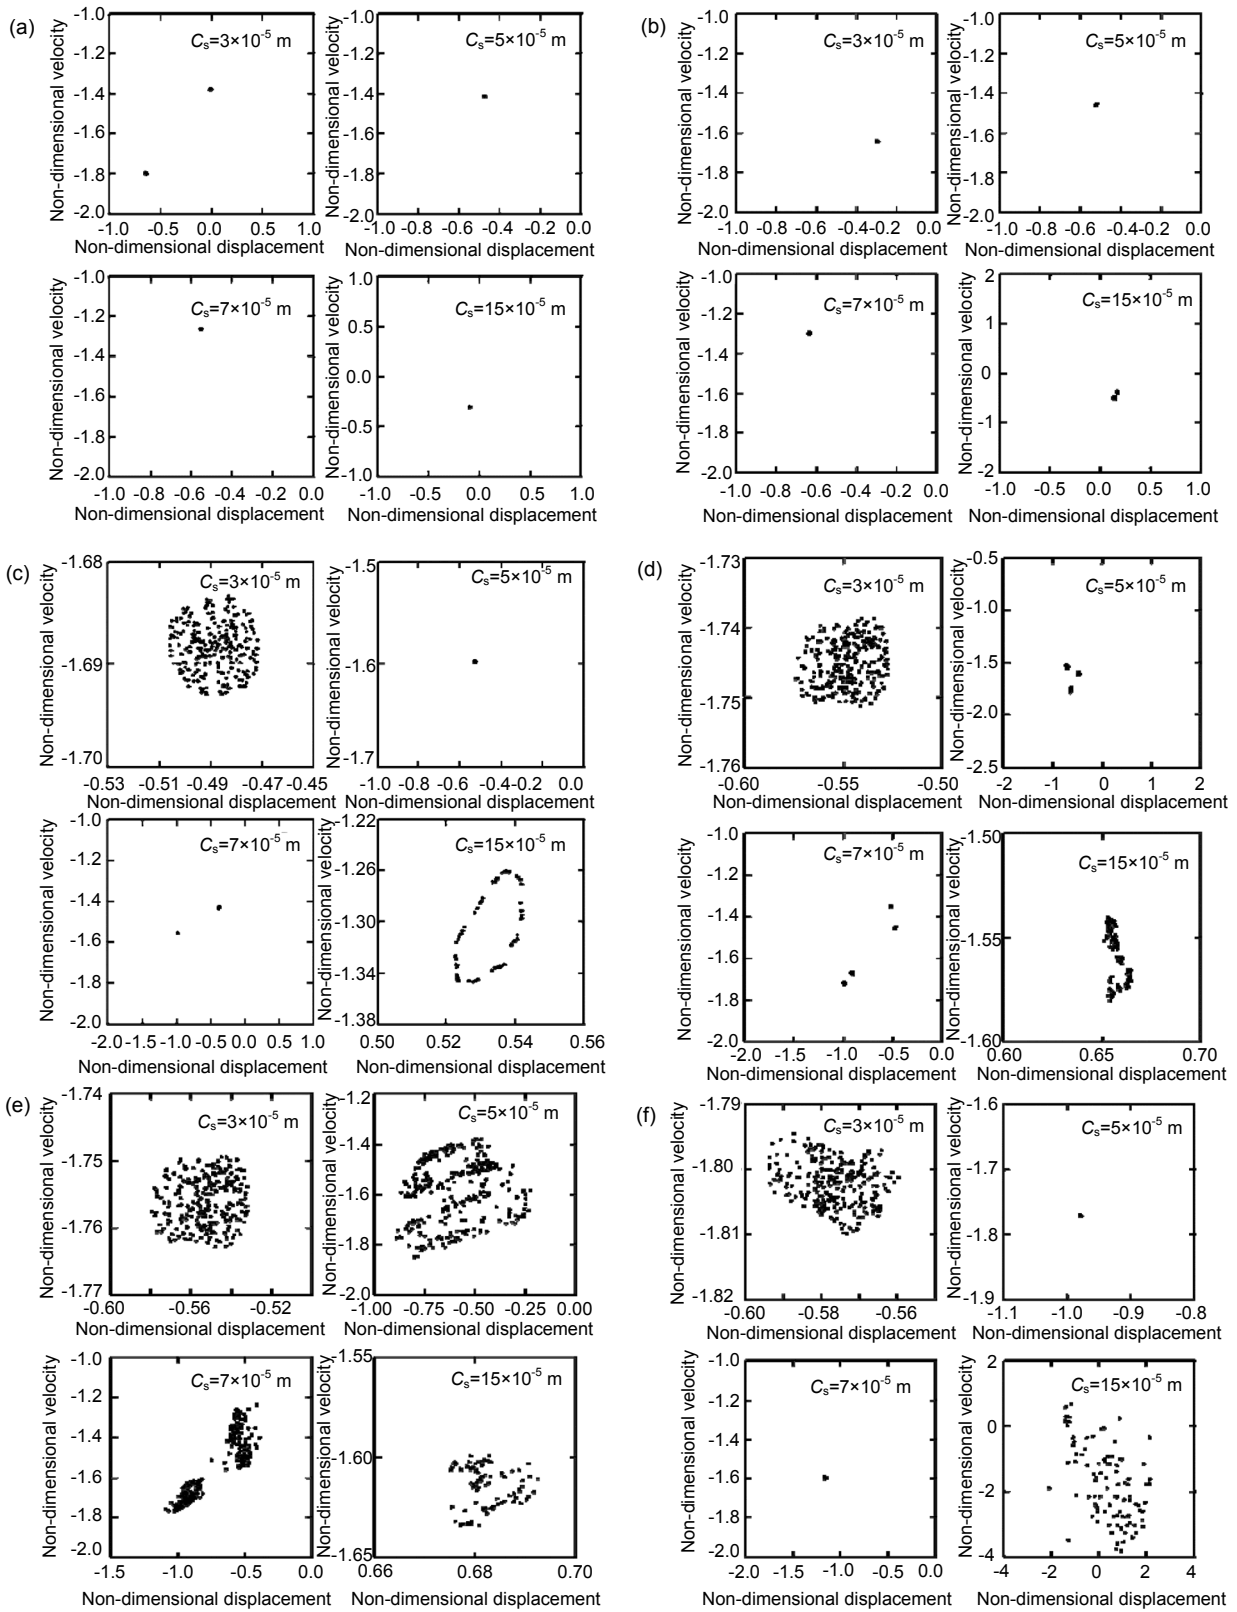 (a)
Non-dimensional velocity
-1.0
-1.2
-1.4
-1.6
-1.8
-2.0
Cs=3×10-5 m
-1.0 -0.5 0.0 0.5 1.0
Non-dimensional displacement
Non-dimensional velocity
-1.0
-1.2
-1.4
-1.6
-1.8
-2.0
Cs=5×10-5 m
-1.0 -0.8 -0.6 -0.4 -0.2 0.0
Non-dimensional displacement
Non-dimensional velocity
-1.0
-1.2
-1.4
-1.6
-1.8
-2.0
Cs=7×10-5 m
-1.0 -0.8 -0.6 -0.4 -0.2 0.0
Non-dimensional displacement
Non-dimensional velocity
1.0
0.5
0.0
-0.5
-1.0
Cs=15×10-5 m
-1.0 -0.5 0.0 0.5 1.0
Non-dimensional displacement
(b)
Non-dimensional velocity
-1.0
-1.2
-1.4
-1.6
-1.8
-2.0
Cs=3×10-5 m
-1.0 -0.8 -0.6 -0.4 -0.2 0.0
Non-dimensional displacement
Non-dimensional velocity
-1.0
-1.2
-1.4
-1.6
-1.8
-2.0
Cs=5×10-5 m
-1.0 -0.8 -0.6 -0.4 -0.2 0.0
Non-dimensional displacement
Non-dimensional velocity
-1.0
-1.2
-1.4
-1.6
-1.8
-2.0
Cs=7×10-5 m
-1.0 -0.8 -0.6 -0.4 -0.2 0.0
Non-dimensional displacement
Non-dimensional velocity
2
1
0
-1
-2
Cs=15×10-5 m
-1.0 -0.5 0.0 0.5 1.0
Non-dimensional displacement
(c)
Non-dimensional velocity
-1.68
-1.69
-1.70
Cs=3×10-5 m
-0.53 -0.51 -0.49 -0.47 -0.45
Non-dimensional displacement
Non-dimensional velocity
-1.5
-1.6
-1.7
Cs=5×10-5 m
-1.0 -0.8 -0.6 -0.4 -0.2 0.0
Non-dimensional displacement
Non-dimensional velocity
-1.0
-1.2
-1.4
-1.6
-1.8
-2.0
Cs=7×10-5 m
-2.0 -1.5 -1.0 -0.5 0.0 0.5 1.0
Non-dimensional displacement
Non-dimensional velocity
-1.22
-1.26
-1.30
-1.34
-1.38
Cs=15×10-5 m
0.50 0.52 0.54 0.56
Non-dimensional displacement
(d)
Non-dimensional velocity
-1.73
-1.74
-1.75
-1.76
Cs=3×10-5 m
-0.60 -0.55 -0.50
Non-dimensional displacement
Non-dimensional velocity
-0.5
-1.0
-1.5
-2.0
-2.5
Cs=5×10-5 m
-2 -1 0 1 2
Non-dimensional displacement
Non-dimensional velocity
-1.0
-1.2
-1.4
-1.6
-1.8
-2.0
Cs=7×10-5 m
-2.0 -1.5 -1.0 -0.5 0.0
Non-dimensional displacement
Non-dimensional velocity
-1.50
-1.55
-1.60
Cs=15×10-5 m
0.60 0.65 0.70
Non-dimensional displacement
(e)
Non-dimensional velocity
-1.74
-1.75
-1.76
-1.77
Cs=3×10-5 m
-0.60 -0.56 -0.52
Non-dimensional displacement
Non-dimensional velocity
-1.2
-1.4
-1.6
-1.8
-2.0
Cs=5×10-5 m
-1.00 -0.75 -0.50 -0.25 0.00
Non-dimensional displacement
Non-dimensional velocity
-1.0
-1.2
-1.4
-1.6
-1.8
-2.0
Cs=7×10-5 m
-1.5 -1.0 -0.5 0.0
Non-dimensional displacement
Non-dimensional velocity
-1.55
-1.60
-1.65
Cs=15×10-5 m
0.66 0.68 0.70
Non-dimensional displacement
(f)
Non-dimensional velocity
-1.79
-1.80
-1.81
-1.82
Cs=3×10-5 m
-0.60 -0.58 -0.56
Non-dimensional displacement
Non-dimensional velocity
-1.6
-1.7
-1.8
-1.9
Cs=5×10-5 m
-1.1 -1.0 -0.9 -0.8
Non-dimensional displacement
Non-dimensional velocity
-1.0
-1.2
-1.4
-1.6
-1.8
-2.0
Cs=7×10-5 m
-2.0 -1.5 -1.0 -0.5 0.0
Non-dimensional displacement
Non-dimensional velocity
2
0
-2
-4
Cs=15×10-5 m
-4 -2 0 2 4
Non-dimensional displacement